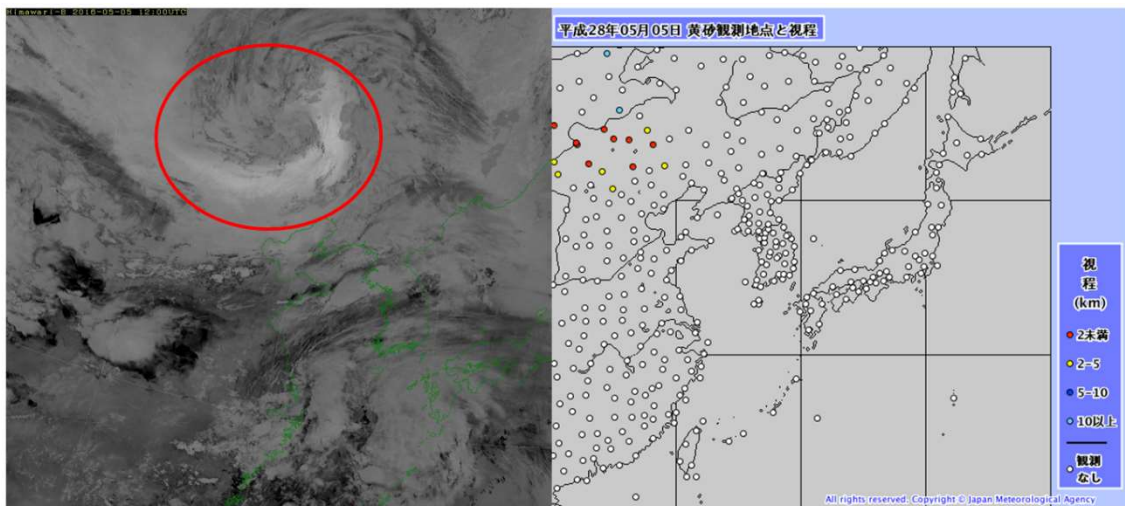 Himawari-8 2016-05-05 12:00UTC
平成28年05月05日 黄砂観測地点と視程
視
程
(km)
2未満
2-5
5-10
10以上
観測
なし
All rights reserved. Copyright © Japan Meteorological Agency